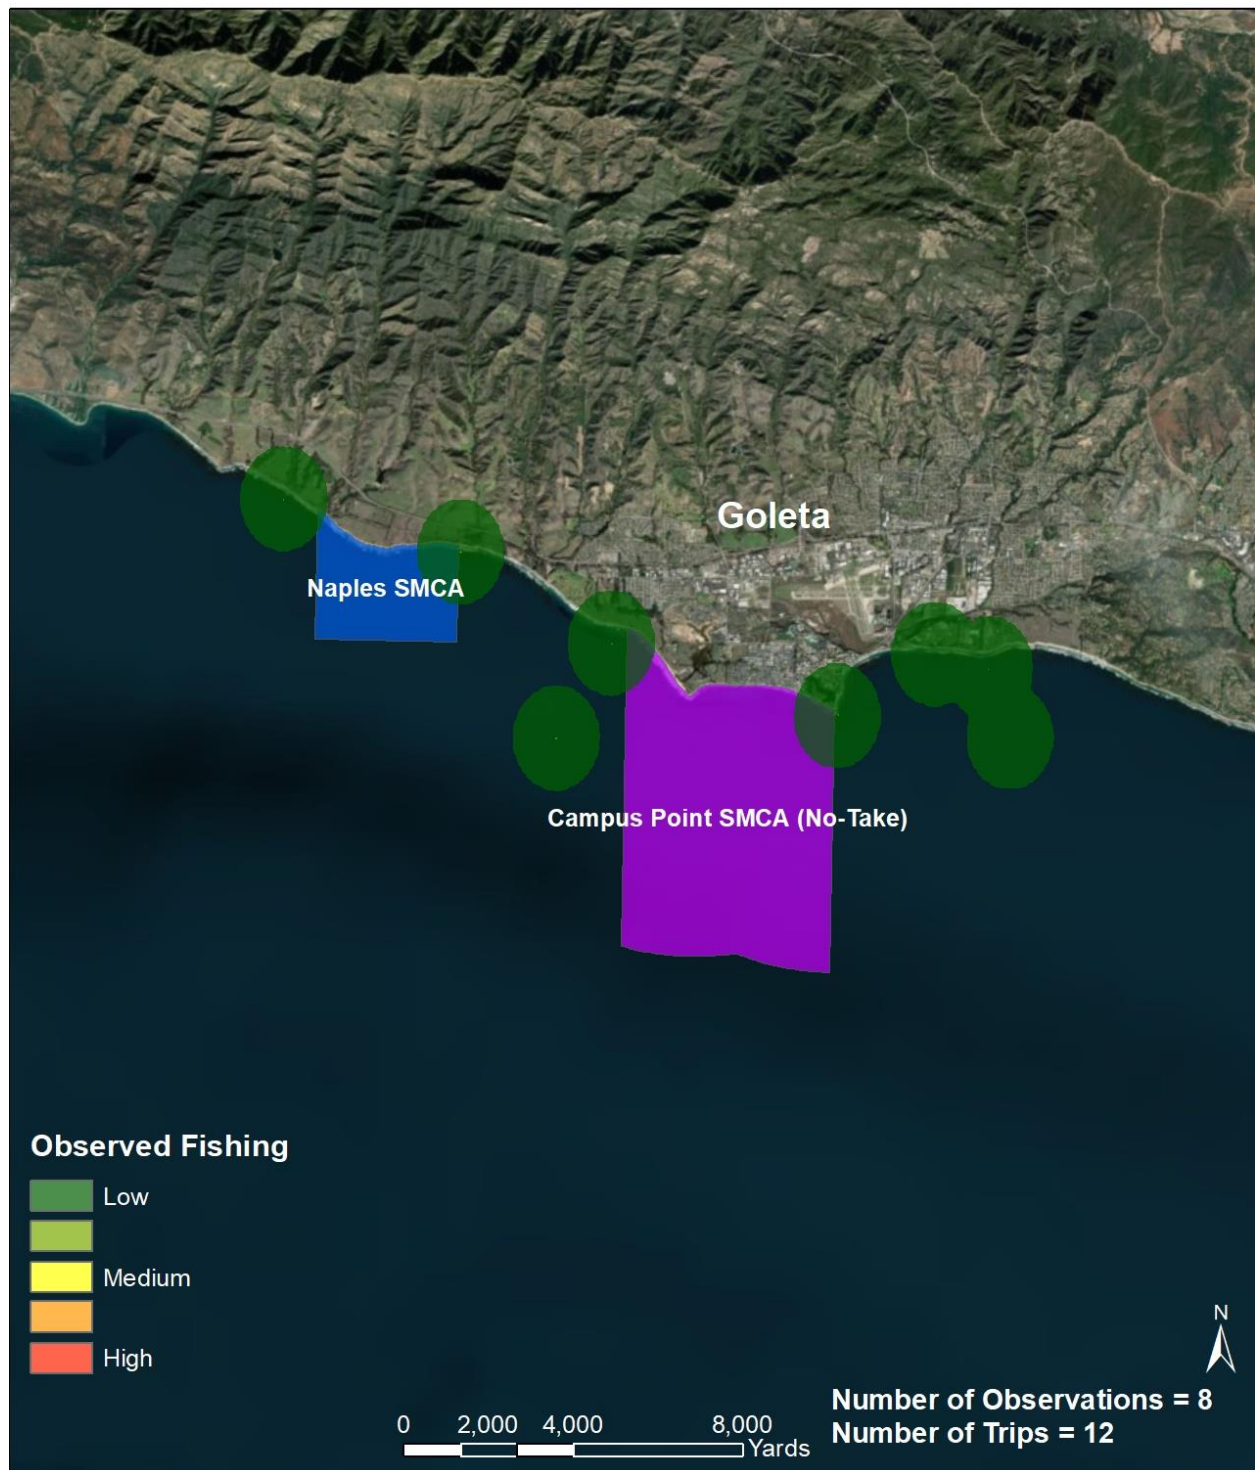 Goleta
Naples SMCA
Campus Point SMCA (No-Take)
Observed Fishing
Low
Medium
High
N
0 2,000 4,000 8,000
Yards
Number of Observations = 8
Number of Trips = 12